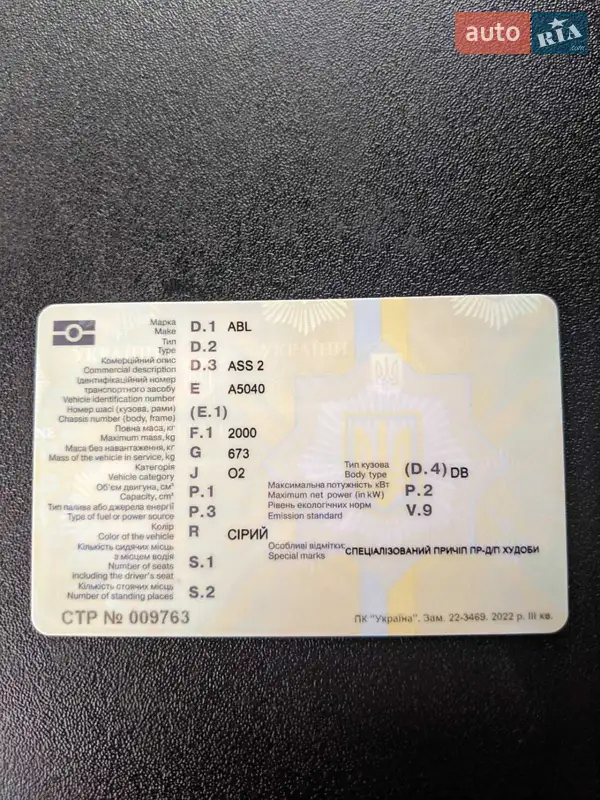 auto RIA.com
Марка
Make D.1 ABL
Тип
Type D.2
Комерційний опис
Commercial description D.3 ASS 2
Ідентифікаційний номер
транспортного засобу E A5040
Vehicle identification number
Номер шасі (кузова, рами) (E.1)
Chassis number (body, frame)
Повна маса, кг F.1 2000
Maximum mass, kg
Маса без навантаження, кг G 673
Mass of the vehicle in service, kg
Категорія J O2
Vehicle category
Тип кузова (D.4) DB
Body type
Об'єм двигуна, см³ P.1
Capacity, cm³
Максимальна потужність кВт P.2
Maximum net power (in kW)
Тип палива або джерела енергії P.3
Type of fuel or power source
Рівень екологічних норм V.9
Emission standard
Колір R СІРИЙ
Color of the vehicle
Особливі відмітки: СПЕЦІАЛІЗОВАНИЙ ПРИЧІП ПР-Д/П ХУДОБИ
Special marks
Кількість сидячих місць
з місцем водія S.1
Number of seats
including the driver's seat
Кількість стоячих місць S.2
Number of standing places
СТР № 009763
ПК "Україна". Зам. 22-3469. 2022 р. III кв.